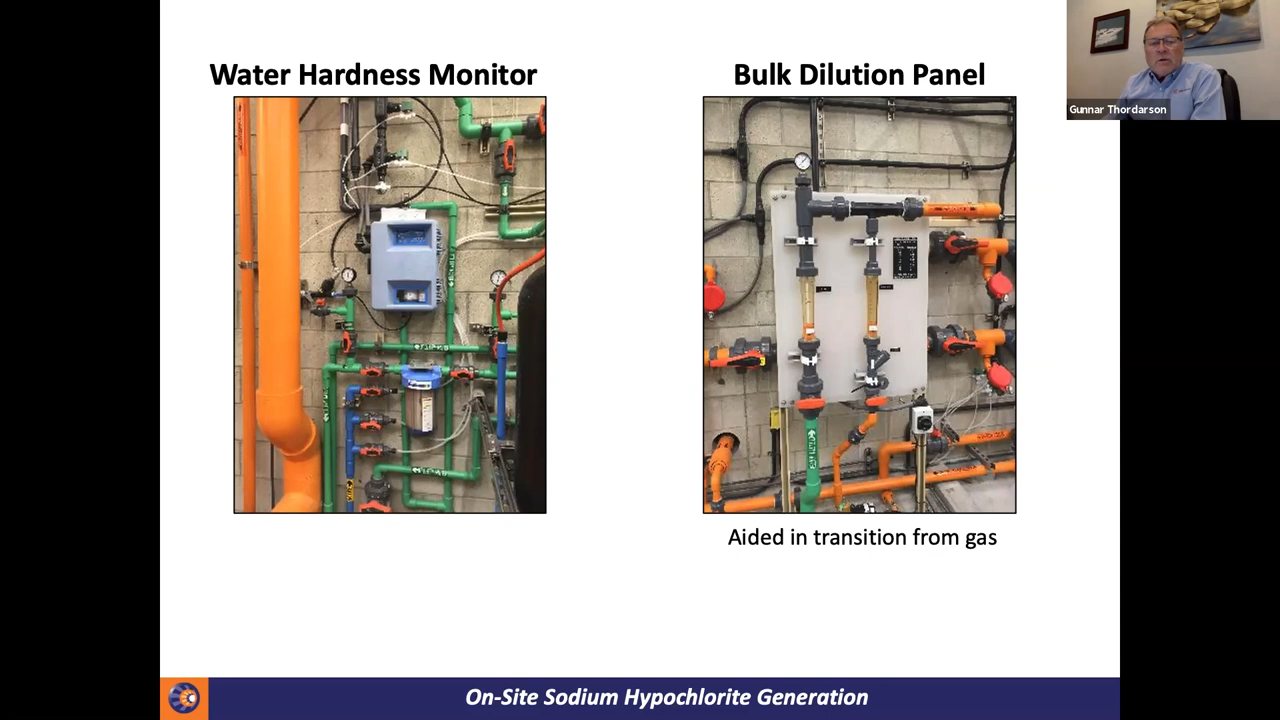 Water Hardness Monitor
Bulk Dilution Panel
Gunnar Thordarson
Aided in transition from gas
On-Site Sodium Hypochlorite Generation